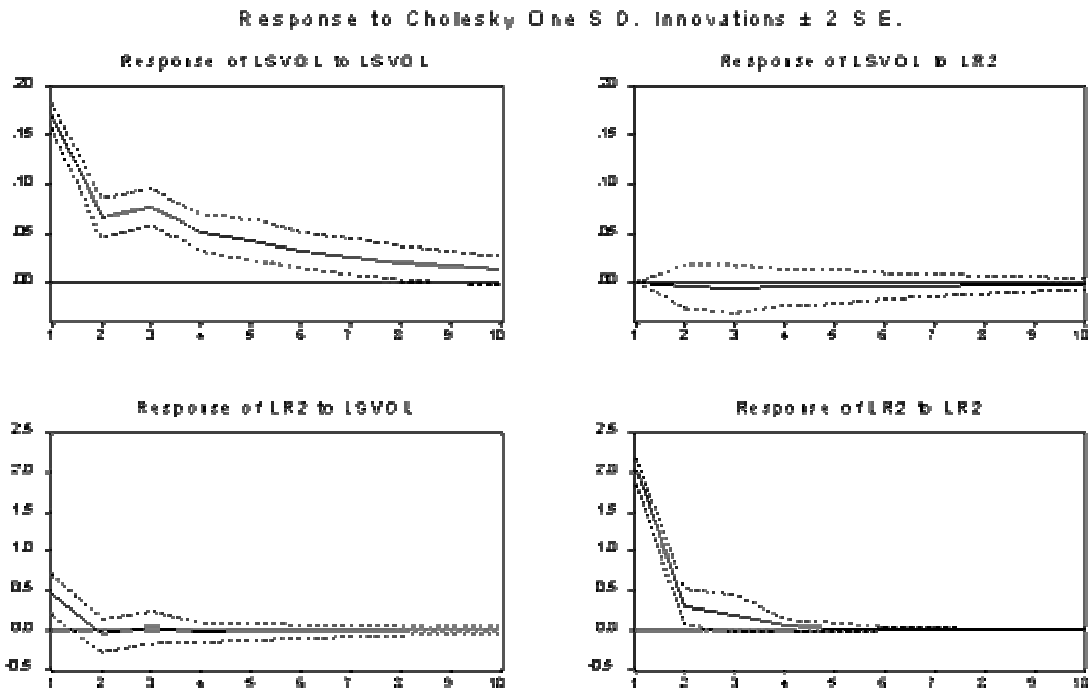 Response to Cholesky One S.D. Innovations ± 2 S.E.
Response of LSVOL to LSVOL
.20
.15
.10
.05
.00
1 2 3 4 5 6 7 8 9 10
Response of LSVOL to LR2
.20
.15
.10
.05
.00
1 2 3 4 5 6 7 8 9 10
Response of LR2 to LSVOL
2.5
2.0
1.5
1.0
0.5
0.0
-0.5
1 2 3 4 5 6 7 8 9 10
Response of LR2 to LR2
2.5
2.0
1.5
1.0
0.5
0.0
-0.5
1 2 3 4 5 6 7 8 9 10